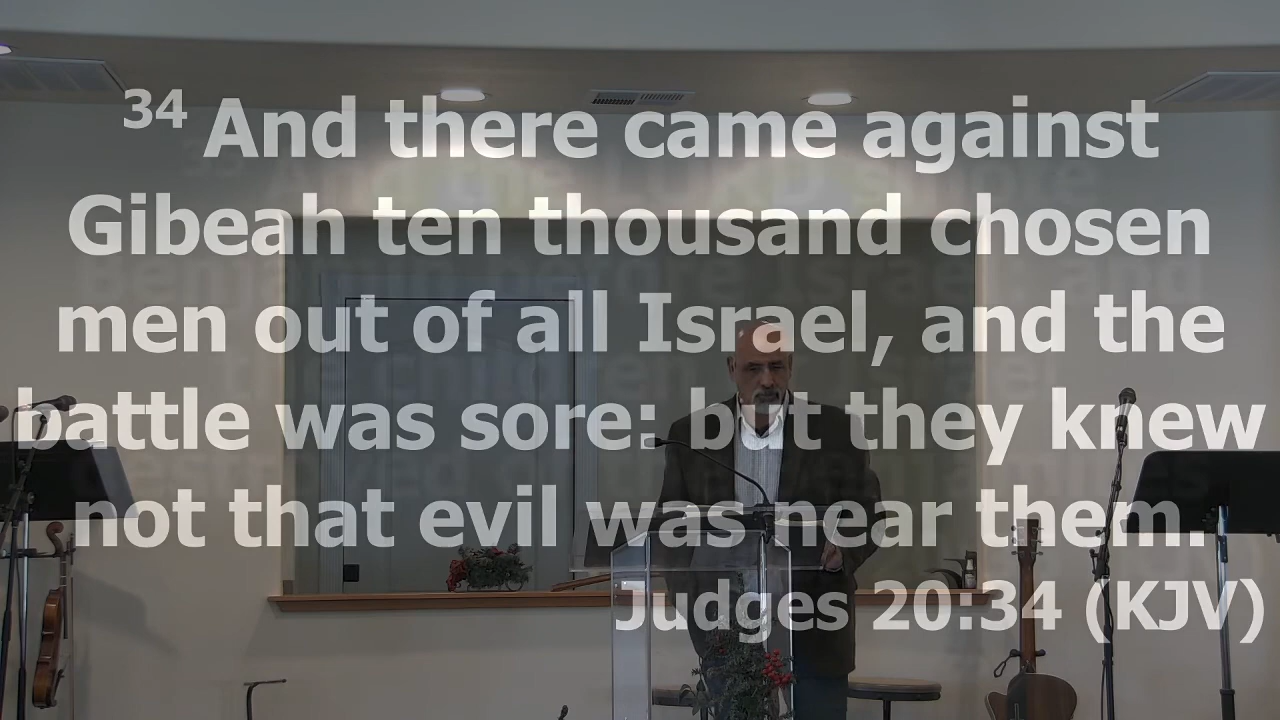 34 And there came against
Gibeah ten thousand chosen
men out of all Israel, and the
battle was sore: but they knew
not that evil was near them.
Judges 20:34 (KJV)